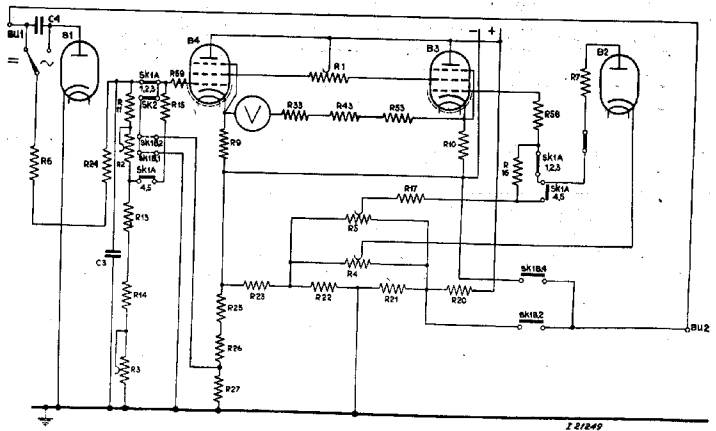 C4
BU1
B1
B4
B3
B2
R1
R7
SK1A
1,2,3
SK2
R59
R15
R33
R43
R53
R58
R6
R24
R2
SK1B,2
SK1B,1
SK1A
4,5
R9
R10
R
16
SK1A
1,2,3
SK1A
4,5
R17
R13
R5
R4
C3
R14
R23
R22
R21
R20
SK1B,4
SK1B,2
BU2
R25
R26
R27
R3
V
− +
I 21249